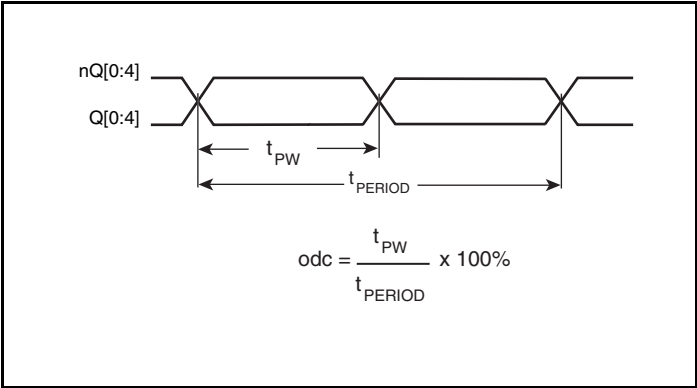 nQ[0:4]
Q[0:4]
tPW
tPERIOD
odc = tPW / tPERIOD x 100%